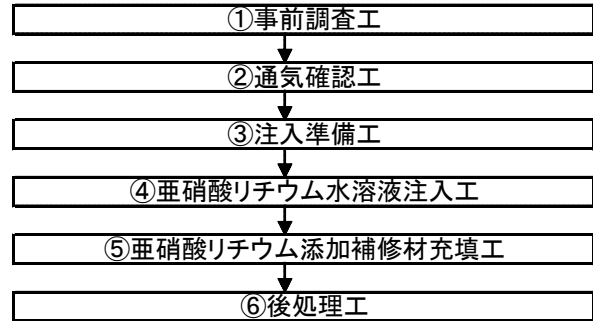 ①事前調査工
②通気確認工
③注入準備工
④亜硝酸リチウム水溶液注入工
⑤亜硝酸リチウム添加補修材充填工
⑥後処理工